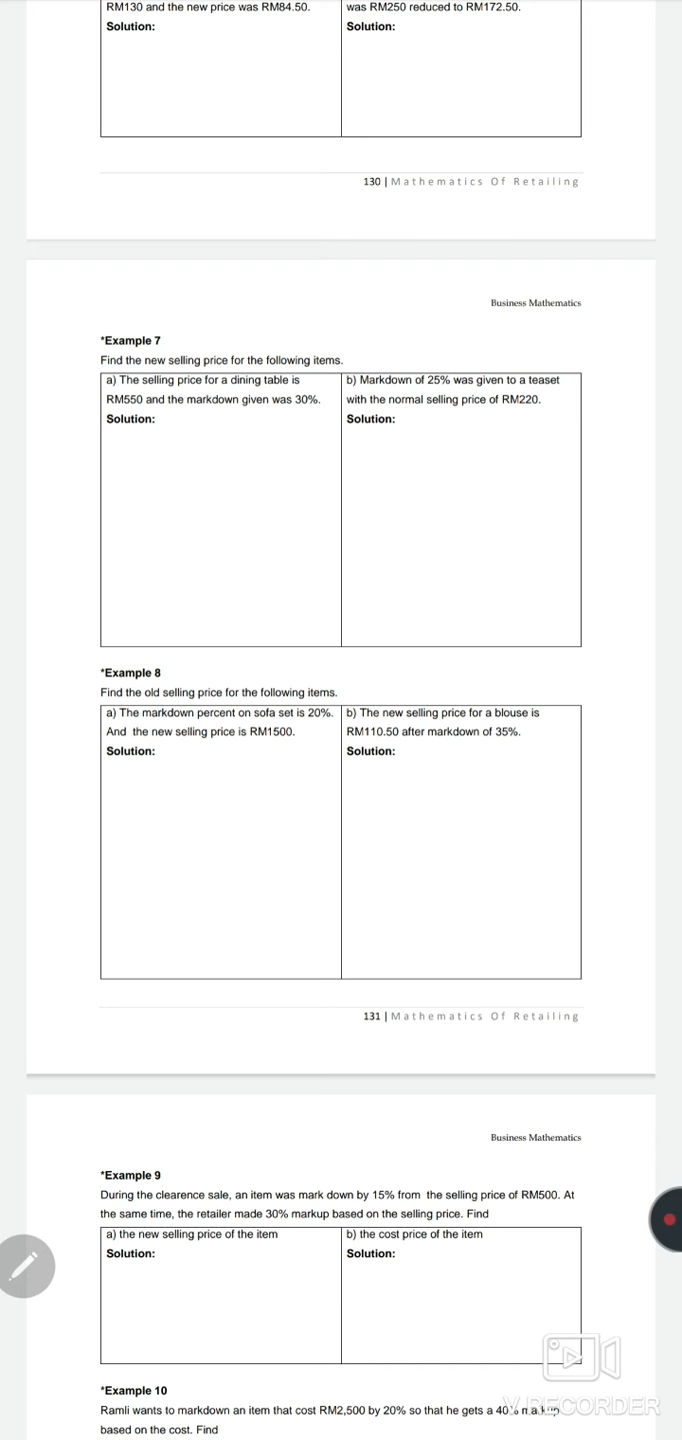 RM130 and the new price was RM84.50.
was RM250 reduced to RM172.50.
Solution:
Solution:
130 | Mathematics Of Retailing
Business Mathematics
*Example 7
Find the new selling price for the following items.
a) The selling price for a dining table is
RM550 and the markdown given was 30%.
Solution:
b) Markdown of 25% was given to a teaset
with the normal selling price of RM220.
Solution:
*Example 8
Find the old selling price for the following items.
a) The markdown percent on sofa set is 20%.
And the new selling price is RM1500.
Solution:
b) The new selling price for a blouse is
RM110.50 after markdown of 35%.
Solution:
131 | Mathematics Of Retailing
Business Mathematics
*Example 9
During the clearence sale, an item was mark down by 15% from the selling price of RM500. At
the same time, the retailer made 30% markup based on the selling price. Find
a) the new selling price of the item
Solution:
b) the cost price of the item
Solution:
*Example 10
Ramli wants to markdown an item that cost RM2,500 by 20% so that he gets a 40% markup
based on the cost. Find
V RECORDER